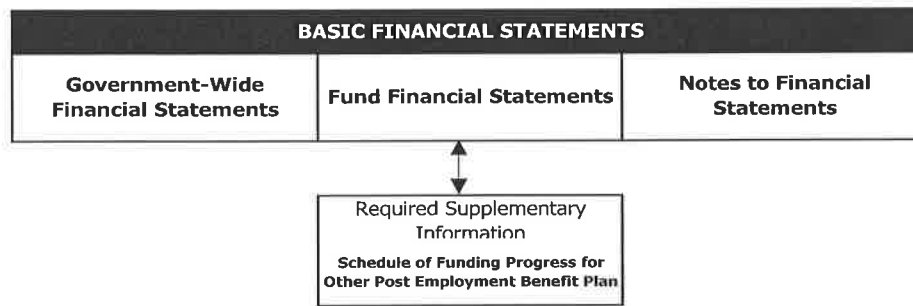 BASIC FINANCIAL STATEMENTS
Government-Wide
Financial Statements
Fund Financial Statements
Notes to Financial
Statements
Required Supplementary
Information
Schedule of Funding Progress for
Other Post Employment Benefit Plan